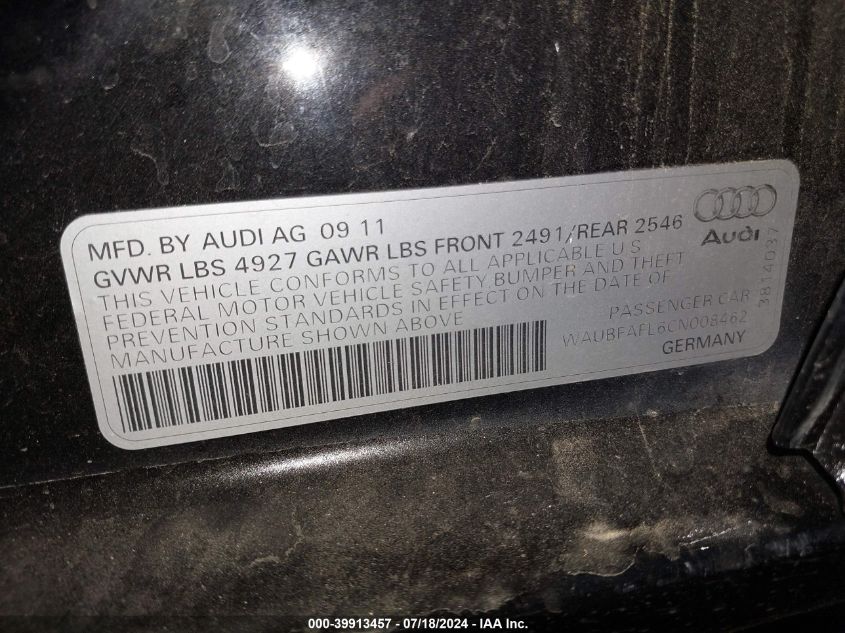 MFD. BY AUDI AG 09 11
GVWR LBS 4927 GAWR LBS FRONT 2491/REAR 2546
THIS VEHICLE CONFORMS TO ALL APPLICABLE U S
FEDERAL MOTOR VEHICLE SAFETY, BUMPER AND THEFT
PREVENTION STANDARDS IN EFFECT ON THE DATE OF
MANUFACTURE SHOWN ABOVE
Audi
PASSENGER CAR
WAUBFAFL6CN008462
GERMANY
3814037
000-39913457 - 07/18/2024 - IAA Inc.